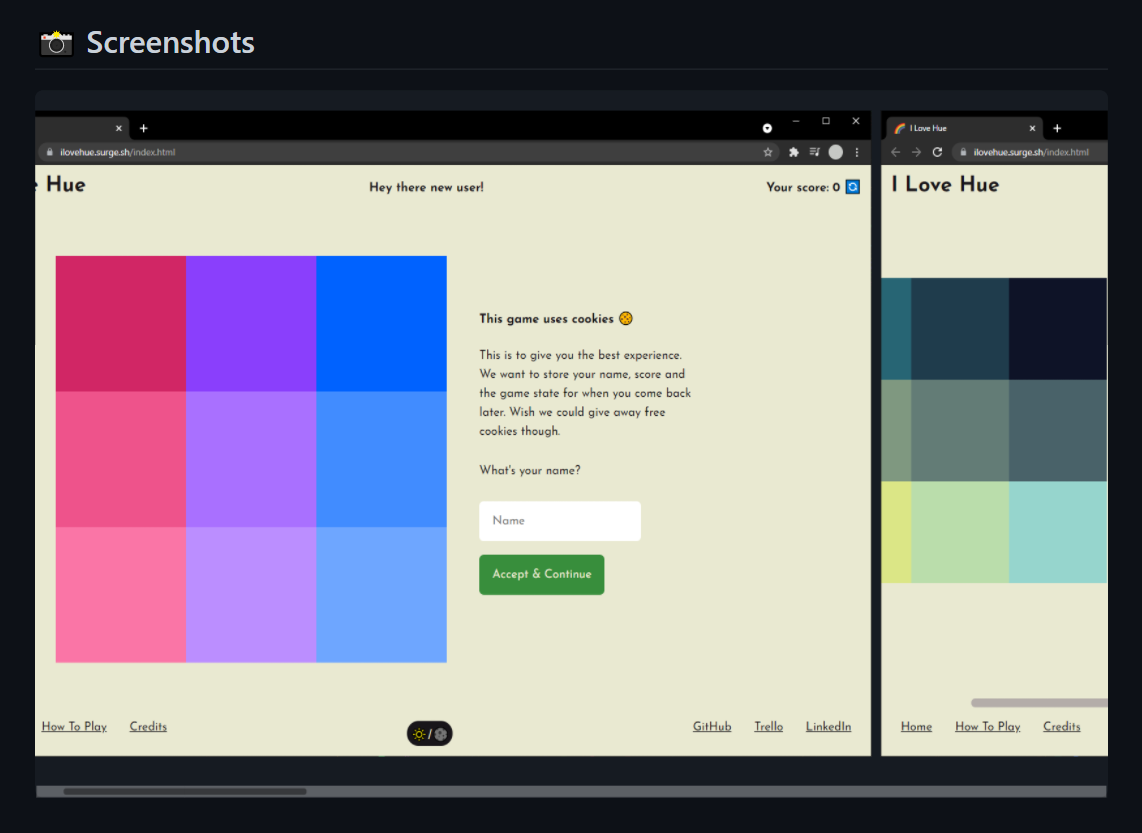 Screenshots
ilovehue.surge.sh/index.html
Hue
Hey there new user!
Your score: 0
This game uses cookies
This is to give you the best experience.
We want to store your name, score and
the game state for when you come back
later. Wish we could give away free
cookies though.
What's your name?
Name
Accept & Continue
How To Play
Credits
/
GitHub
Trello
LinkedIn
I Love Hue
ilovehue.surge.sh/index.html
I Love Hue
Home
How To Play
Credits